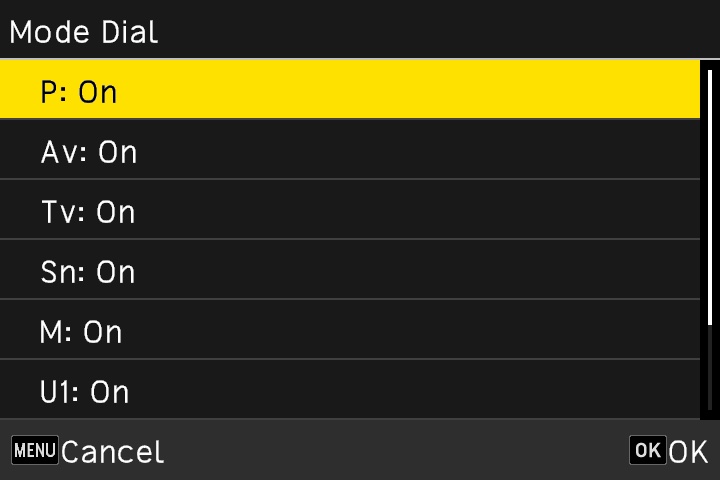 Mode Dial
P: On
Av: On
Tv: On
Sn: On
M: On
U1: On
MENU Cancel OK OK